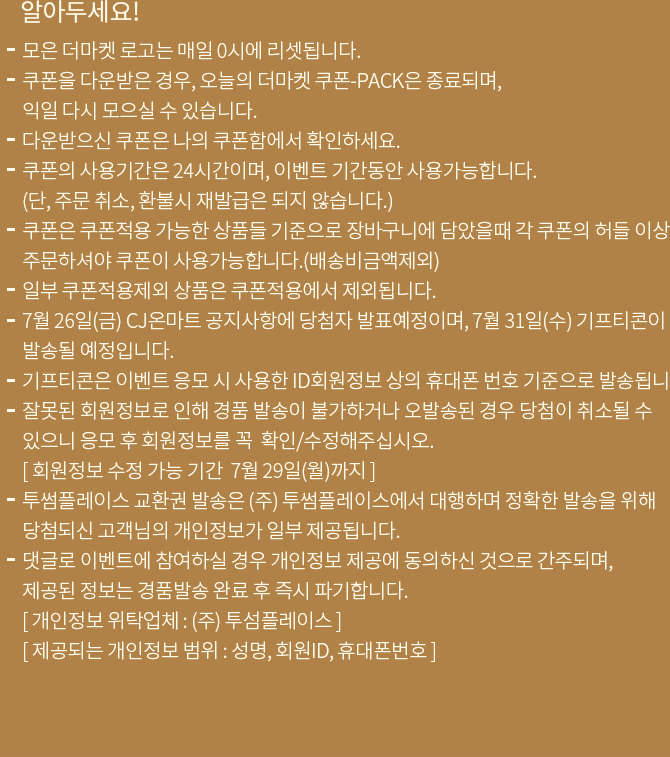 알아두세요!
- 모은 더마켓 로고는 매일 0시에 리셋됩니다.
- 쿠폰을 다운받은 경우, 오늘의 더마켓 쿠폰-PACK은 종료되며,
익일 다시 모으실 수 있습니다.
- 다운받으신 쿠폰은 나의 쿠폰함에서 확인하세요.
- 쿠폰의 사용기간은 24시간이며, 이벤트 기간동안 사용가능합니다.
(단, 주문 취소, 환불시 재발급은 되지 않습니다.)
- 쿠폰은 쿠폰적용 가능한 상품들 기준으로 장바구니에 담았을때 각 쿠폰의 허들 이상
주문하셔야 쿠폰이 사용가능합니다.(배송비금액제외)
- 일부 쿠폰적용제외 상품은 쿠폰적용에서 제외됩니다.
- 7월 26일(금) CJ온마트 공지사항에 당첨자 발표예정이며, 7월 31일(수) 기프티콘이
발송될 예정입니다.
- 기프티콘은 이벤트 응모 시 사용한 ID회원정보 상의 휴대폰 번호 기준으로 발송됩니
- 잘못된 회원정보로 인해 경품 발송이 불가하거나 오발송된 경우 당첨이 취소될 수
있으니 응모 후 회원정보를 꼭 확인/수정해주십시오.
[ 회원정보 수정 가능 기간 7월 29일(월)까지 ]
- 투썸플레이스 교환권 발송은 (주) 투썸플레이스에서 대행하며 정확한 발송을 위해
당첨되신 고객님의 개인정보가 일부 제공됩니다.
- 댓글로 이벤트에 참여하실 경우 개인정보 제공에 동의하신 것으로 간주되며,
제공된 정보는 경품발송 완료 후 즉시 파기합니다.
[ 개인정보 위탁업체 : (주) 투섬플레이스 ]
[ 제공되는 개인정보 범위 : 성명, 회원ID, 휴대폰번호 ]